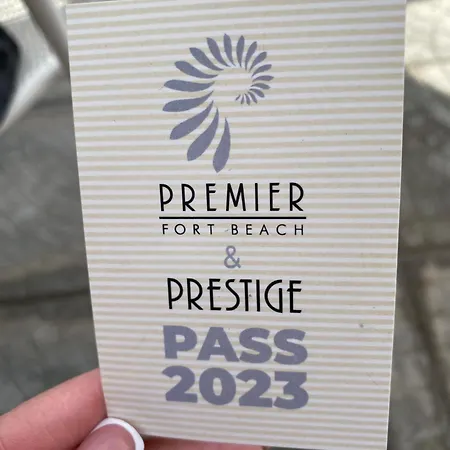 PREMIER
FORT BEACH
&
PRESTIGE
PASS
2023